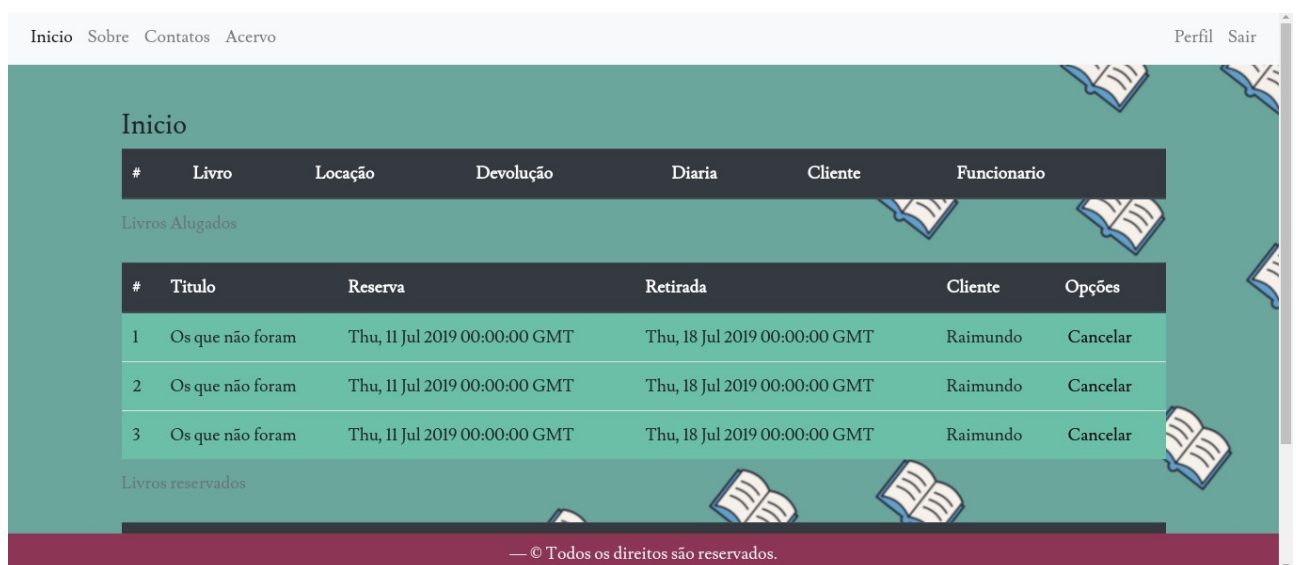 Inicio Sobre Contatos Acervo Perfil Sair
Inicio
# Livro Locação Devolução Diaria Cliente Funcionario
Livros Alugados
# Titulo Reserva Retirada Cliente Opções
1 Os que não foram Thu, 11 Jul 2019 00:00:00 GMT Thu, 18 Jul 2019 00:00:00 GMT Raimundo Cancelar
2 Os que não foram Thu, 11 Jul 2019 00:00:00 GMT Thu, 18 Jul 2019 00:00:00 GMT Raimundo Cancelar
3 Os que não foram Thu, 11 Jul 2019 00:00:00 GMT Thu, 18 Jul 2019 00:00:00 GMT Raimundo Cancelar
Livros reservados
— © Todos os direitos são reservados.